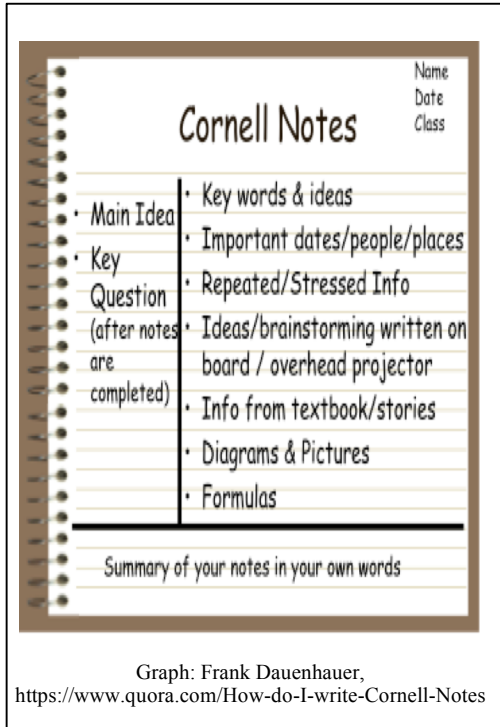 Name
Date
Class
Cornell Notes
• Main Idea
• Key
Question
(after notes
are
completed)
• Key words & ideas
• Important dates/people/places
• Repeated/Stressed Info
• Ideas/brainstorming written on
board / overhead projector
• Info from textbook/stories
• Diagrams & Pictures
• Formulas
Summary of your notes in your own words
Graph: Frank Dauenhauer,
https://www.quora.com/How-do-I-write-Cornell-Notes